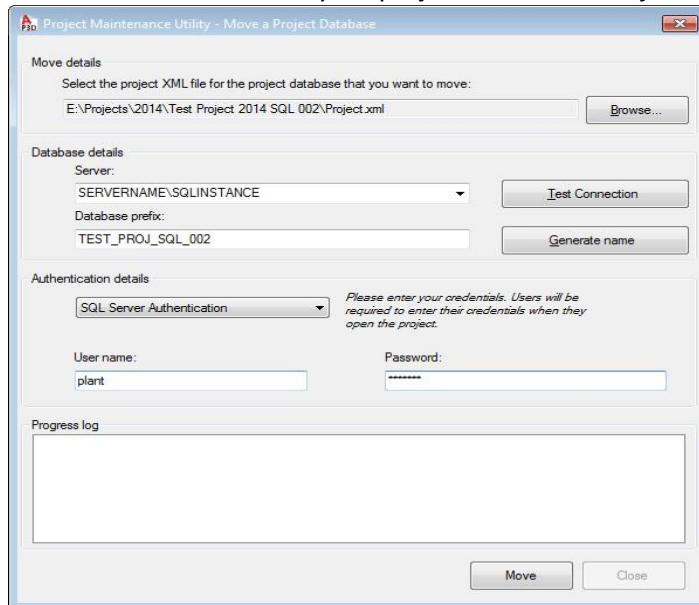 A P3D Project Maintenance Utility - Move a Project Database
Move details
Select the project XML file for the project database that you want to move:
E:\Projects\2014\Test Project 2014 SQL 002\Project.xml
Browse...
Database details
Server:
SERVERNAME\SQLINSTANCE
Test Connection
Database prefix:
TEST_PROJ_SQL_002
Generate name
Authentication details
SQL Server Authentication
Please enter your credentials. Users will be
required to enter their credentials when they
open the project.
User name:
Password:
plant
*******
Progress log
Move
Close